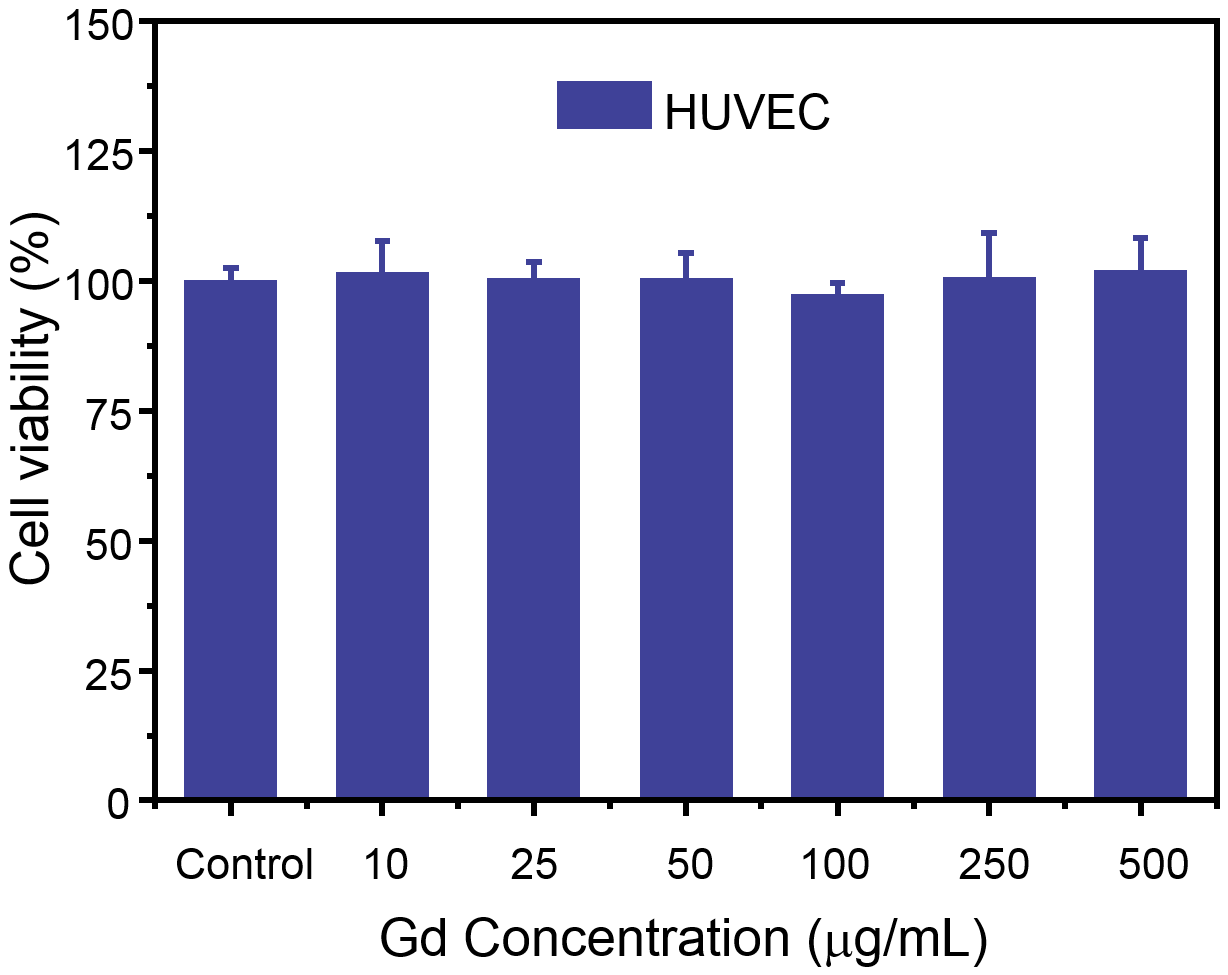 150
HUVEC
125
100
75
50
25
0
Cell viability (%)
Control 10 25 50 100 250 500
Gd Concentration (μg/mL)